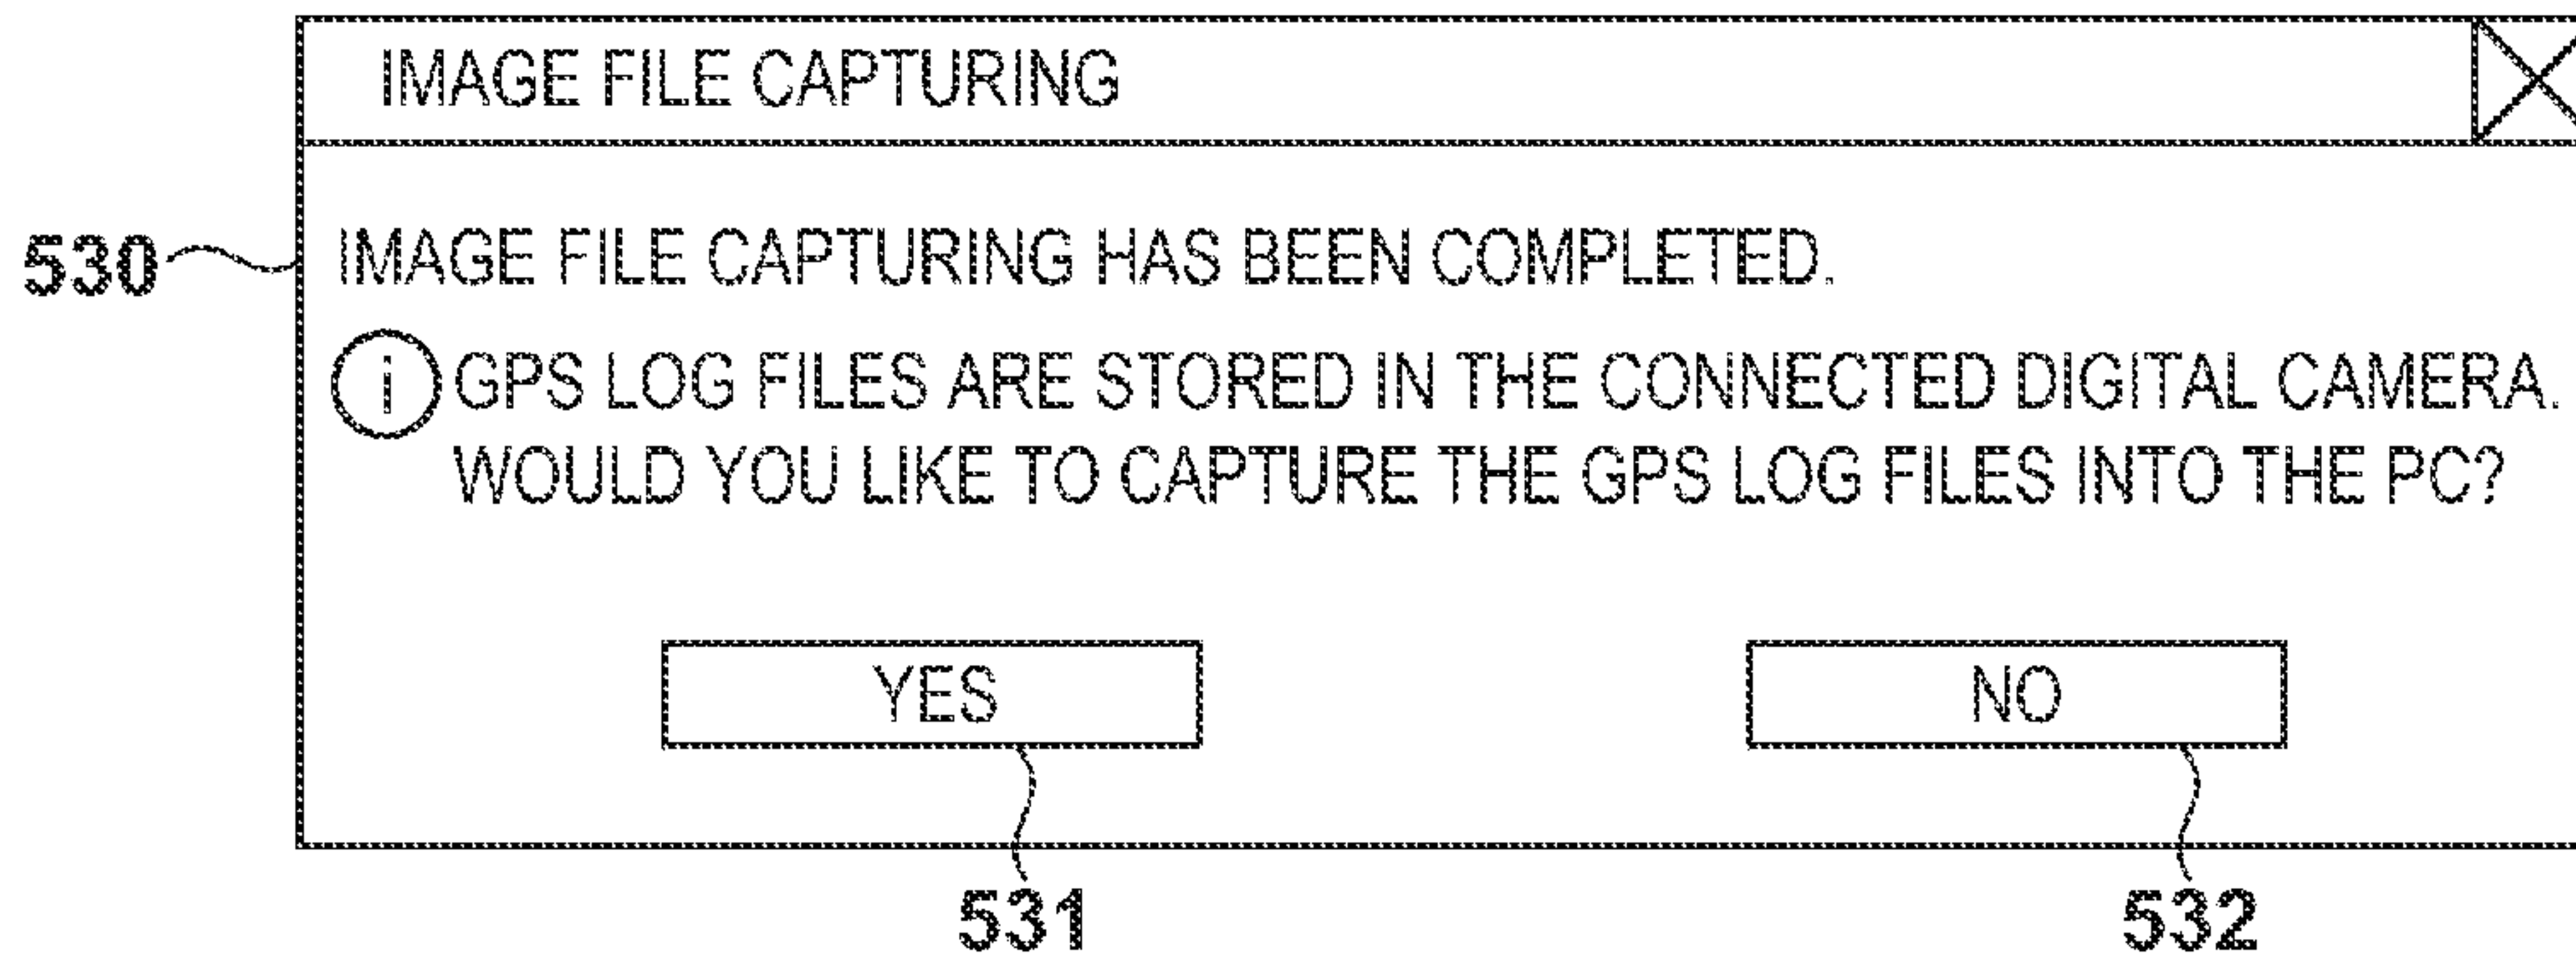 IMAGE FILE CAPTURING
530
IMAGE FILE CAPTURING HAS BEEN COMPLETED.
i GPS LOG FILES ARE STORED IN THE CONNECTED DIGITAL CAMERA.
WOULD YOU LIKE TO CAPTURE THE GPS LOG FILES INTO THE PC?
YES NO
531 532